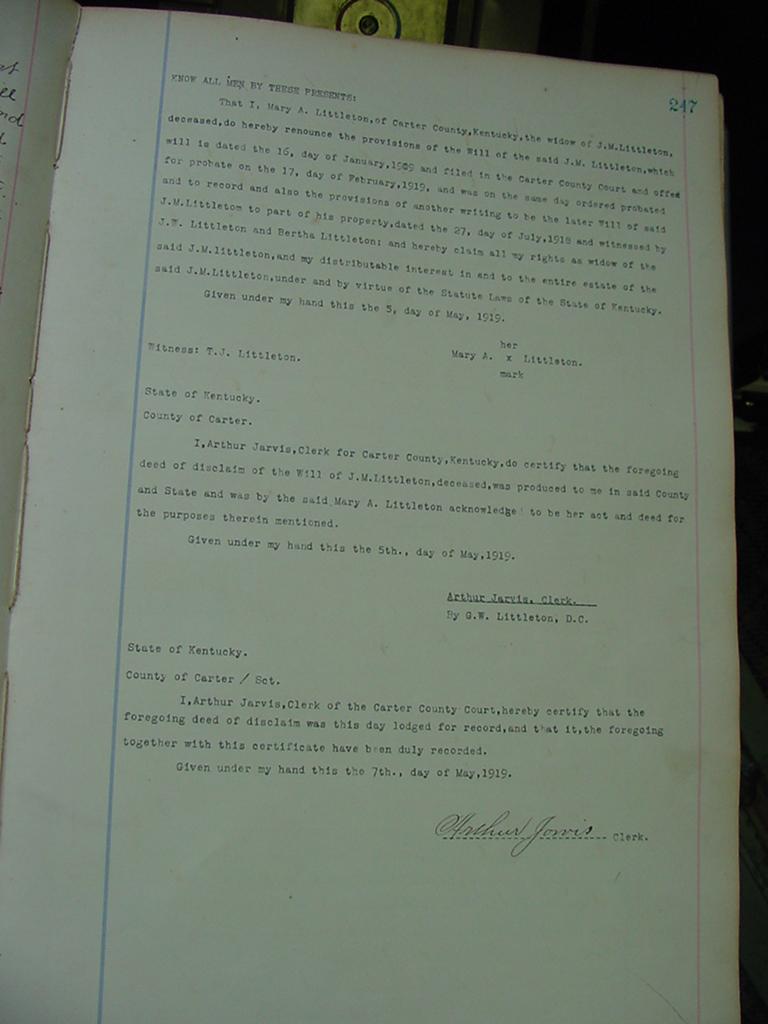 247
KNOW ALL MEN BY THESE PRESENTS:
That I, Mary A. Littleton,of Carter County,Kentucky,the widow of J.M.Littleton,
deceased,do hereby renounce the provisions of the Will of the said J.M. Littleton,which
will is dated the 16, day of January,1909 and filed in the Carter County Court and offed
for probate on the 17, day of February,1919, and was on the same day ordered probated
and to record and also the provisions of another writing to be the later Will of said
J.M.Littletom to part of his property,dated the 27, day of July,1918 and witnessed by
J.W. Littleton and Bertha Littleton; and hereby claim all my rights as widow of the
said J.M.littleton,and my distributable interest in and to the entire estate of the
said J.M.Littleton,under and by virtue of the Statute Laws of the State of Kentucky.
Given under my hand this the 5, day of May, 1919.
her
Witness: T.J. Littleton. Mary A. x Littleton.
mark
State of Kentucky.
County of Carter.
I,Arthur Jarvis,Clerk for Carter County,Kentucky,do certify that the foregoing
deed of disclaim of the Will of J.M.Littleton,deceased,was produced to me in said County
and State and was by the said Mary A. Littleton acknowledge to be her act and deed for
the purposes therein mentioned.
Given under my hand this the 5th., day of May,1919.
Arthur Jarvis, Clerk.
By G.W. Littleton, D.C.
State of Kentucky.
County of Carter / Sct.
I,Arthur Jarvis,Clerk of the Carter County Court,hereby certify that the
foregoing deed of disclaim was this day lodged for record,and that it,the foregoing
together with this certificate have been duly recorded.
Given under my hand this the 7th., day of May,1919.
Arthur Jarvis Clerk.